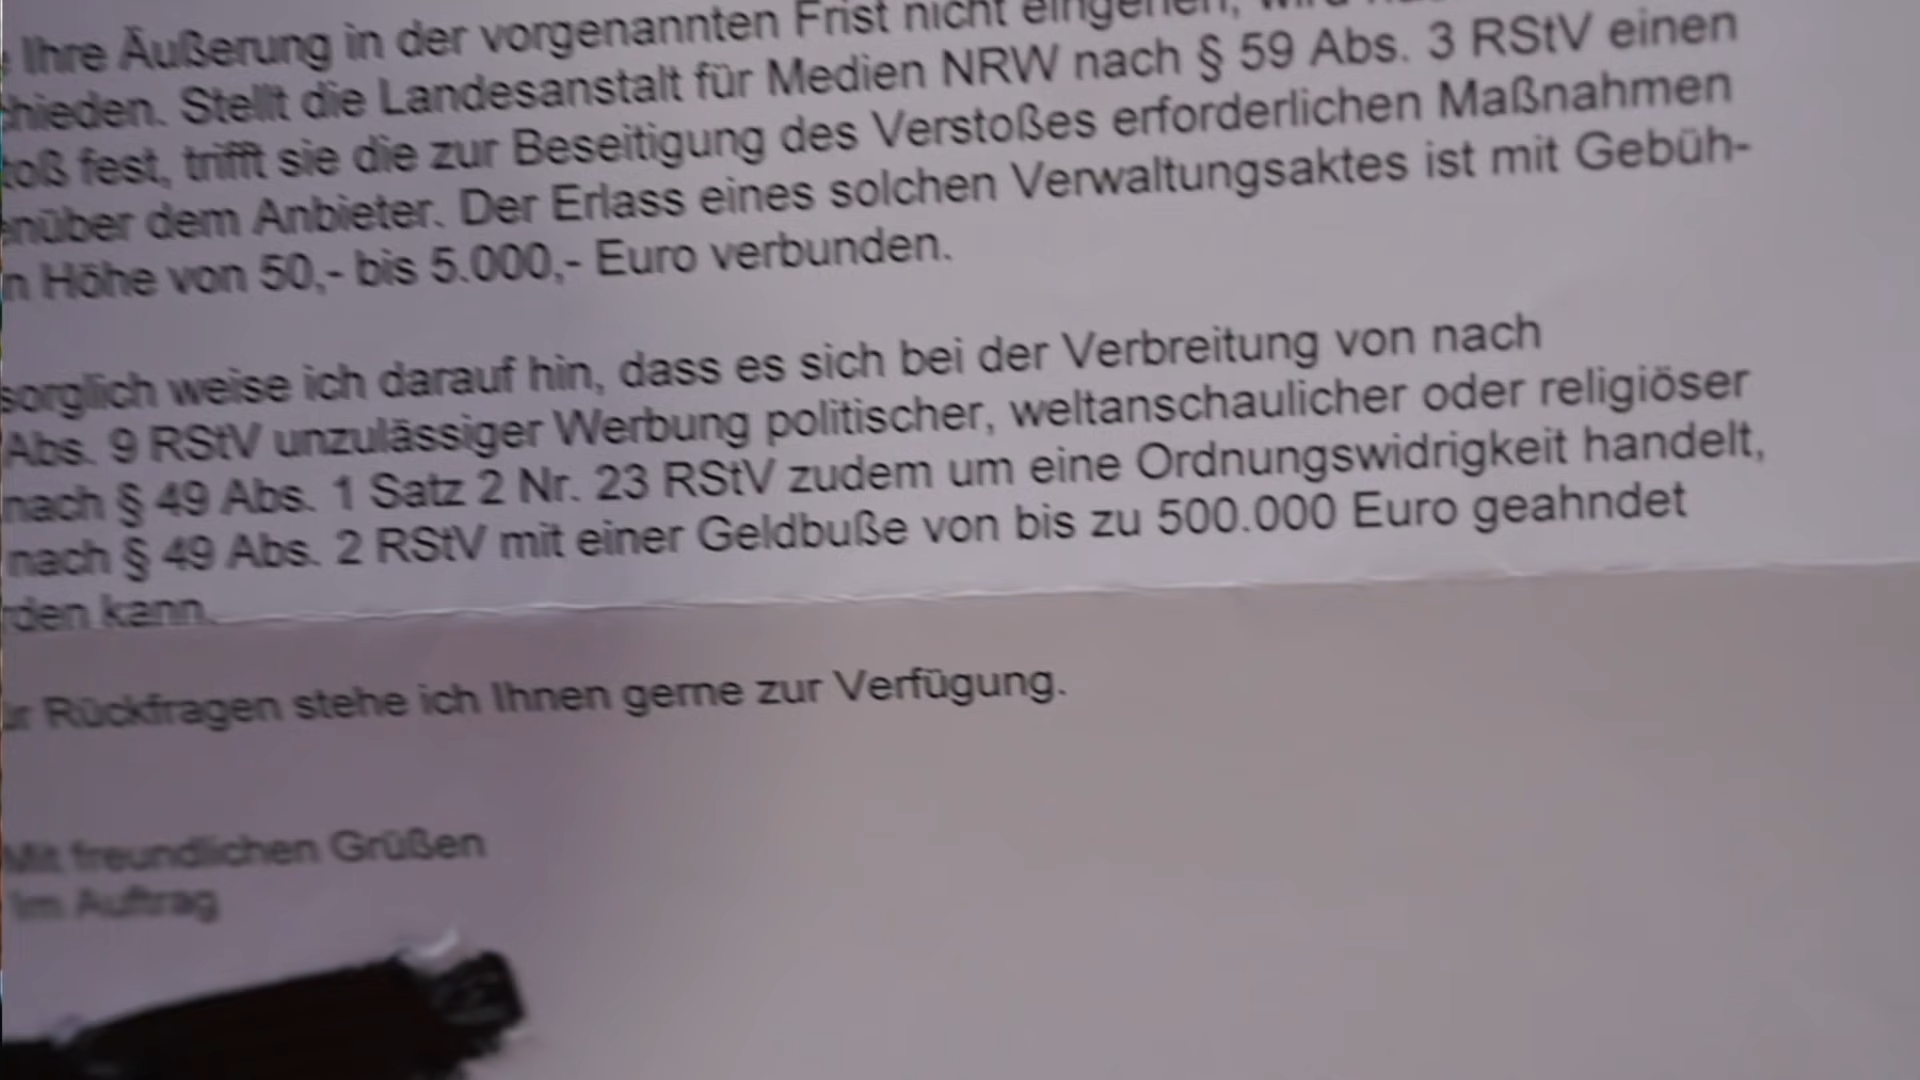 Ihre Äußerung in der vorgenannten Frist nicht eingehen,
hieden. Stellt die Landesanstalt für Medien NRW nach § 59 Abs. 3 RStV einen
toß fest, trifft sie die zur Beseitigung des Verstoßes erforderlichen Maßnahmen
nüber dem Anbieter. Der Erlass eines solchen Verwaltungsaktes ist mit Gebüh-
n Höhe von 50,- bis 5.000,- Euro verbunden.
sorglich weise ich darauf hin, dass es sich bei der Verbreitung von nach
Abs. 9 RStV unzulässiger Werbung politischer, weltanschaulicher oder religiöser
nach § 49 Abs. 1 Satz 2 Nr. 23 RStV zudem um eine Ordnungswidrigkeit handelt,
nach § 49 Abs. 2 RStV mit einer Geldbuße von bis zu 500.000 Euro geahndet
rden kann.
r Rückfragen stehe ich Ihnen gerne zur Verfügung.
Mit freundlichen Grüßen
Im Auftrag